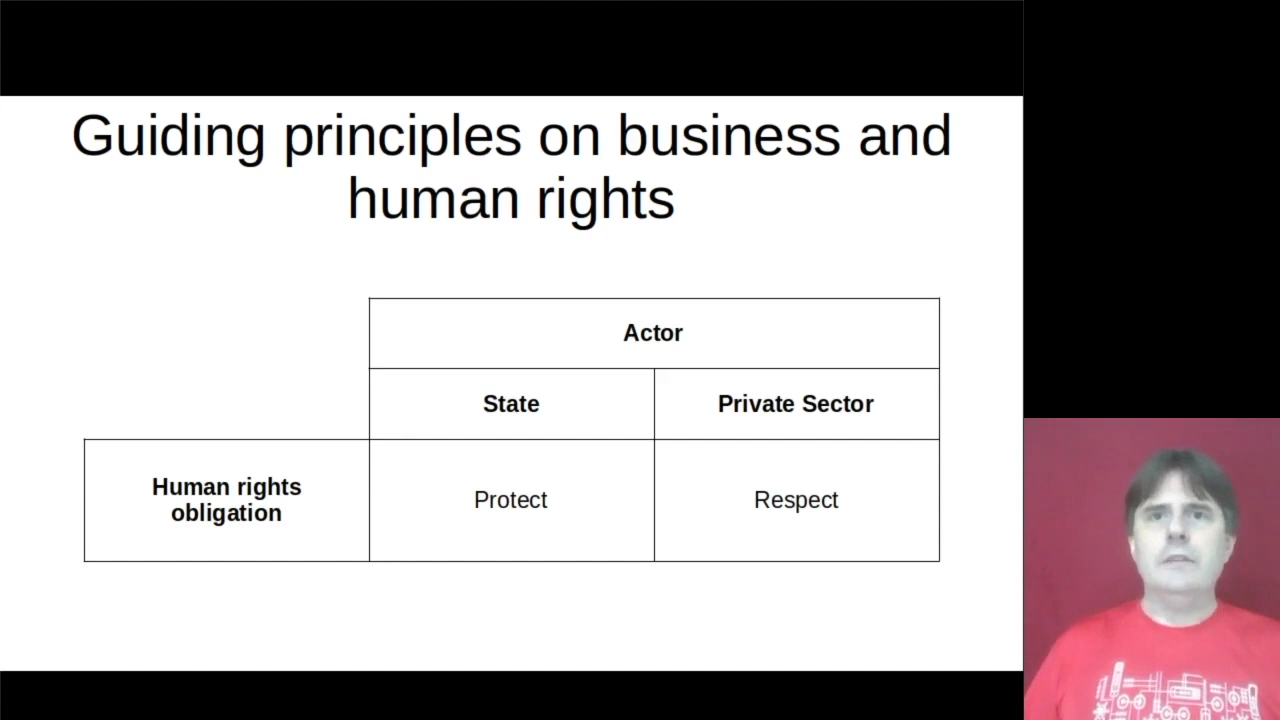 Guiding principles on business and
human rights
Actor
State
Private Sector
Human rights
obligation
Protect
Respect